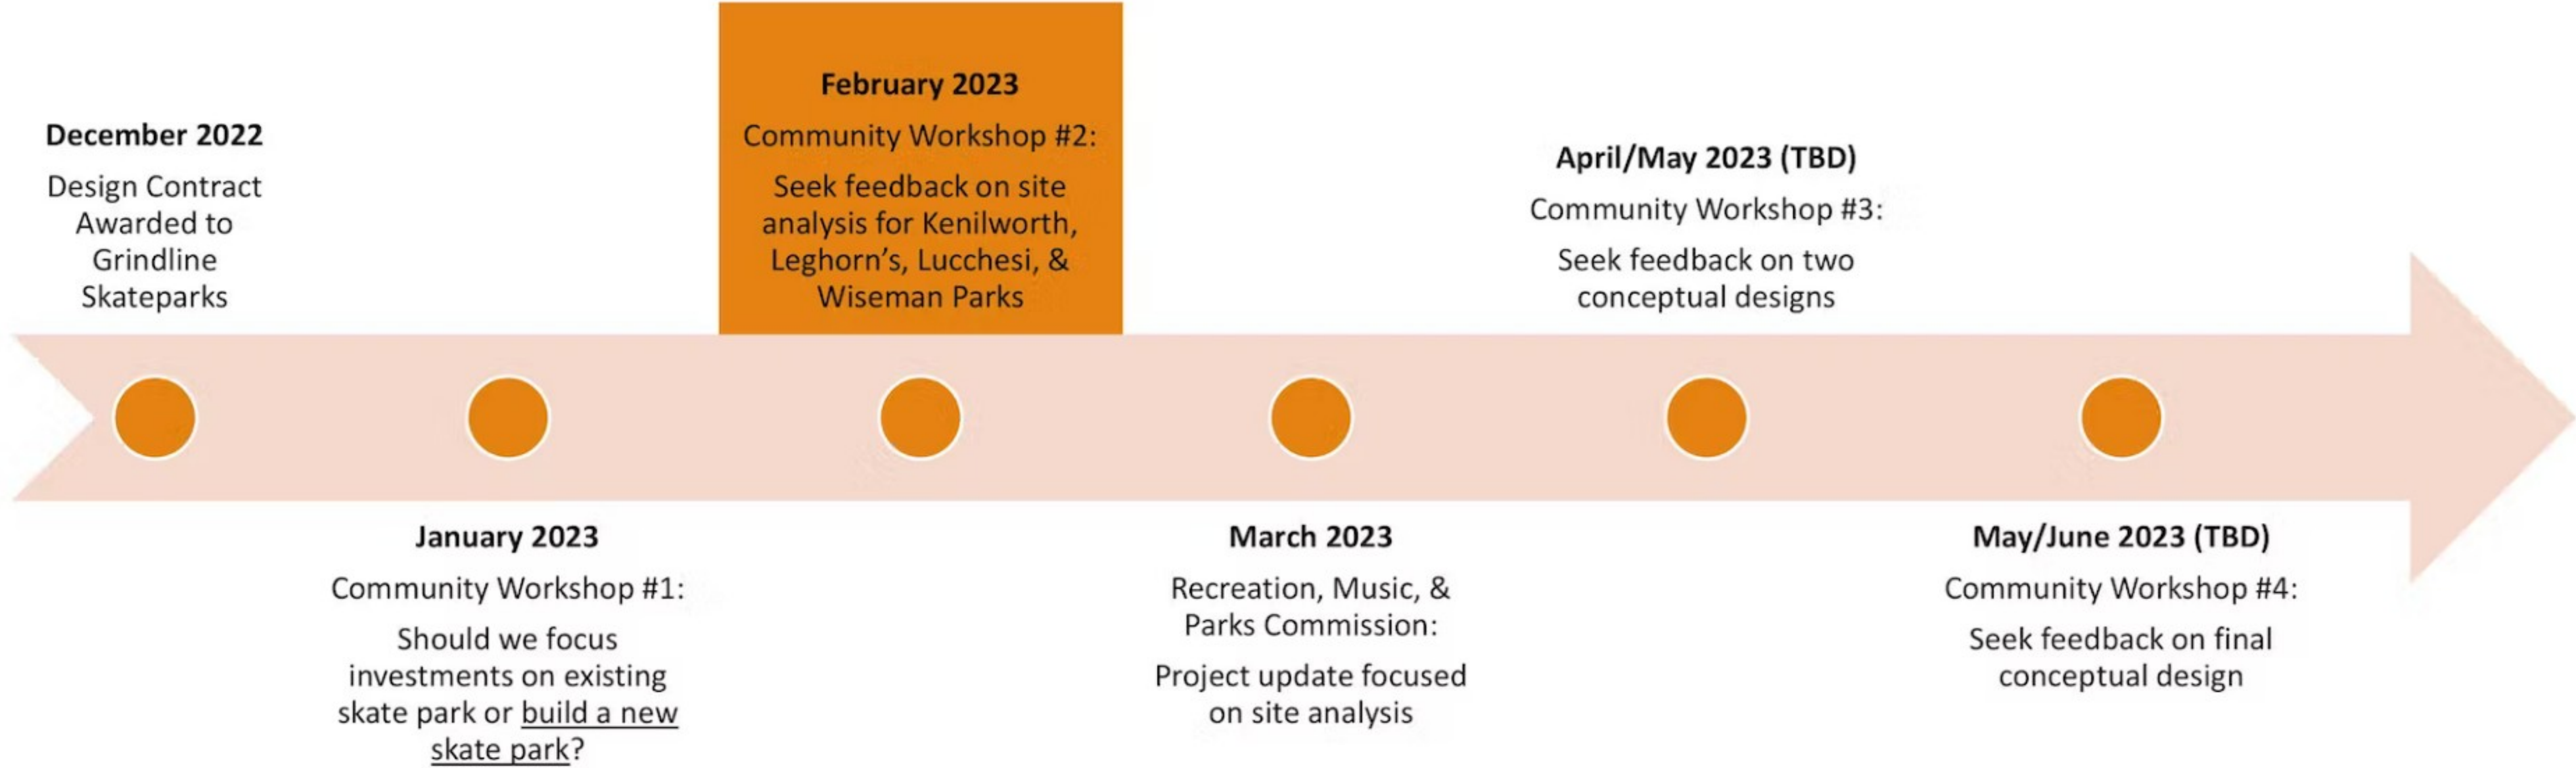 December 2022
Design Contract
Awarded to
Grindline
Skateparks
January 2023
Community Workshop #1:
Should we focus
investments on existing
skate park or build a new
skate park?
February 2023
Community Workshop #2:
Seek feedback on site
analysis for Kenilworth,
Leghorn’s, Lucchesi, &
Wiseman Parks
March 2023
Recreation, Music, &
Parks Commission:
Project update focused
on site analysis
April/May 2023 (TBD)
Community Workshop #3:
Seek feedback on two
conceptual designs
May/June 2023 (TBD)
Community Workshop #4:
Seek feedback on final
conceptual design